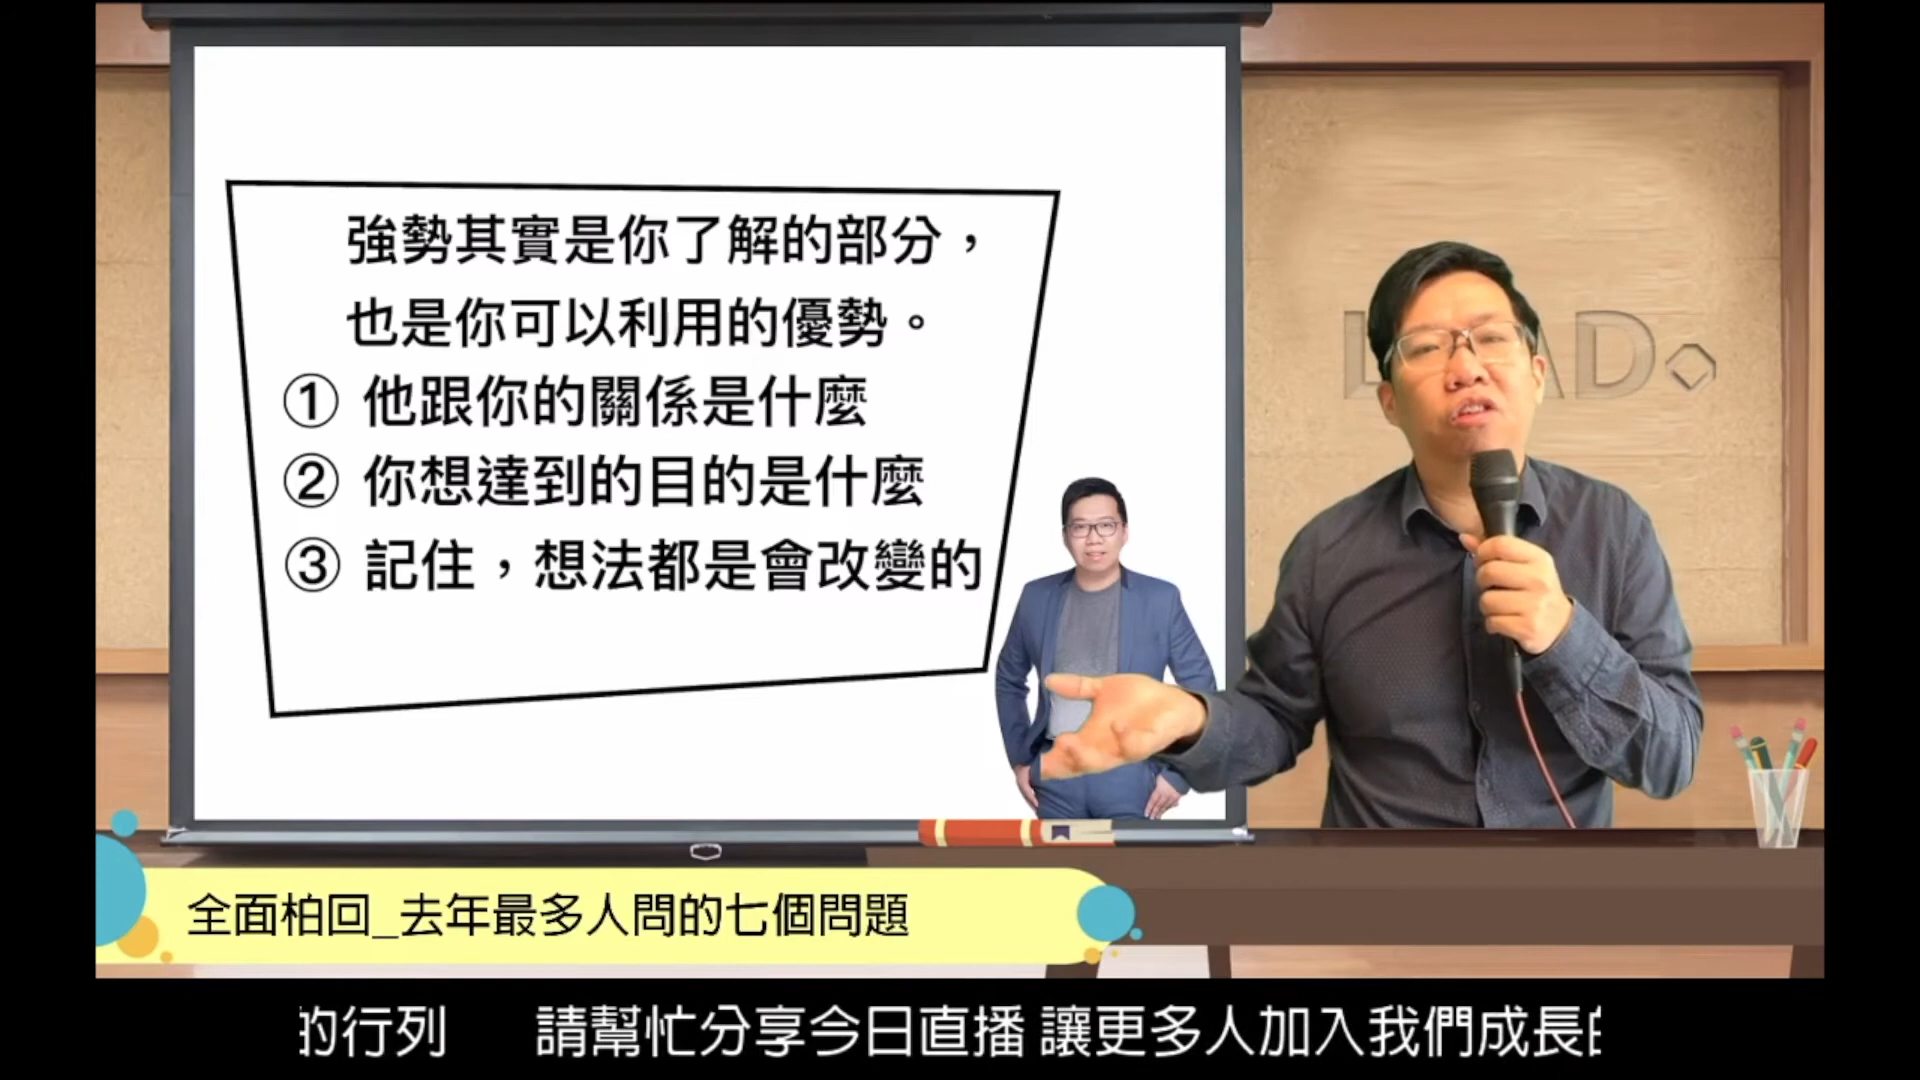 強勢其實是你了解的部分，
也是你可以利用的優勢。
① 他跟你的關係是什麼
② 你想達到的目的是什麼
③ 記住，想法都是會改變的
全面柏回_去年最多人問的七個問題
的行列 請幫忙分享今日直播 讓更多人加入我們成長的